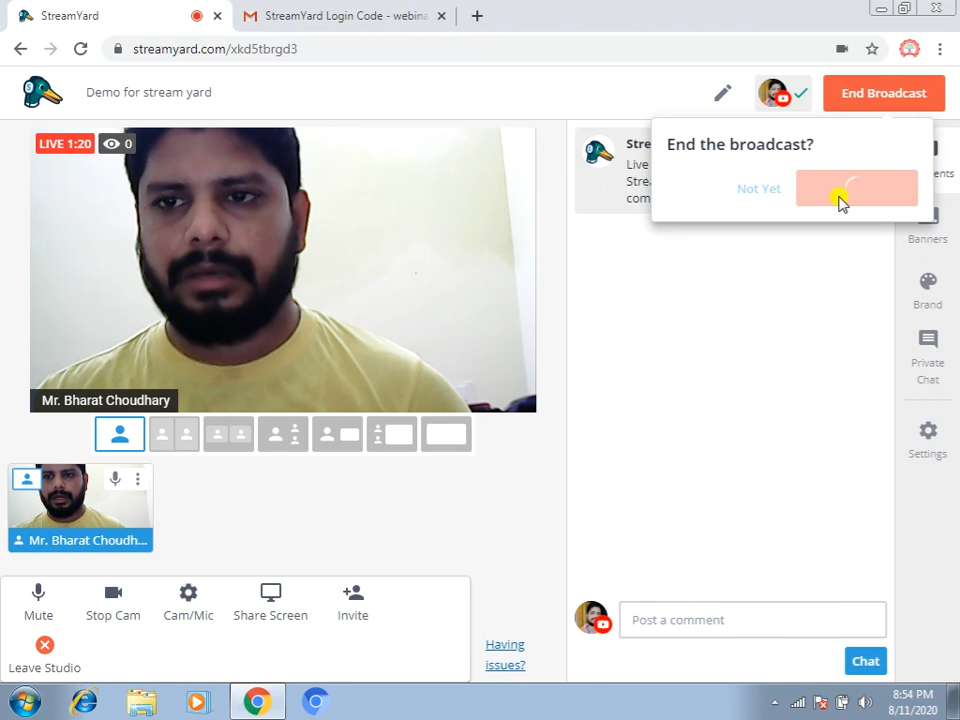 StreamYard
StreamYard Login Code - webina
streamyard.com/xkd5tbrgd3
Demo for stream yard
End Broadcast
LIVE 1:20
0
End the broadcast?
Not Yet
Stre
Live
Stre
com
ents
Banners
Brand
Private
Chat
Settings
Mr. Bharat Choudhary
Mr. Bharat Choudh...
Mute
Stop Cam
Cam/Mic
Share Screen
Invite
Leave Studio
Having
issues?
Post a comment
Chat
8:54 PM
8/11/2020